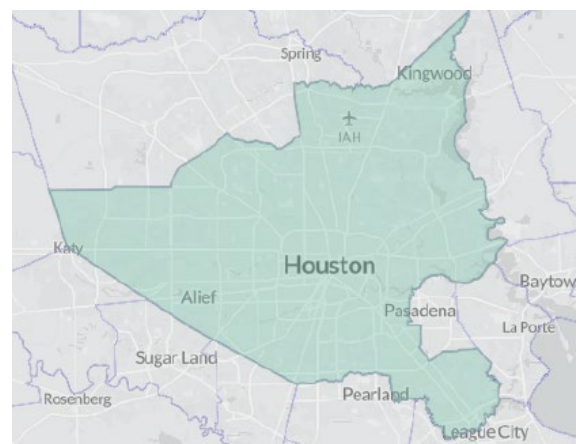 Spring
Kingwood
IAH
Katy
Houston
Alief
Baytow
Pasadena
La Porte
Sugar Land
Rosenberg
Pearland
League City